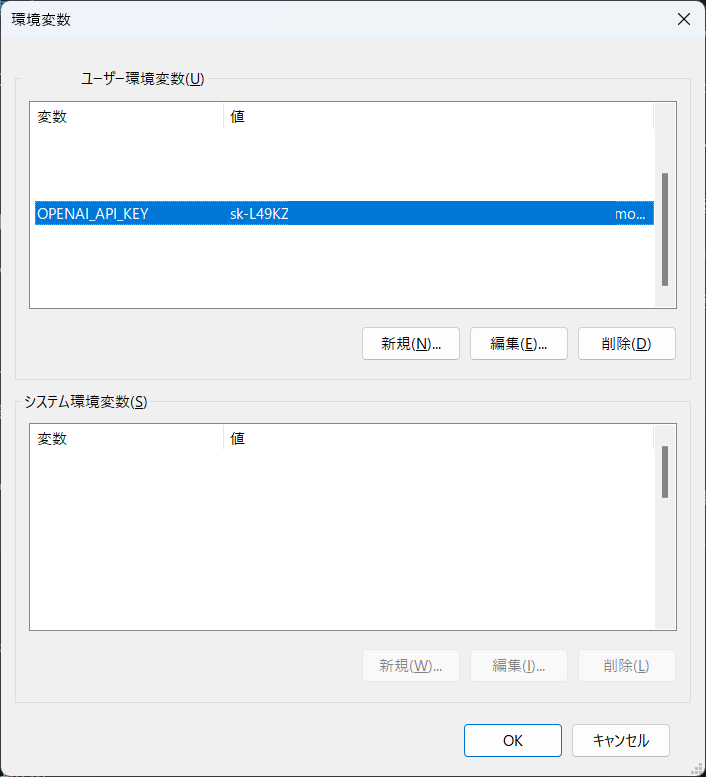 環境変数
ユーザー環境変数(U)
変数 値
OPENAI_API_KEY sk-L49KZ mo...
新規(N)... 編集(E)... 削除(D)
システム環境変数(S)
変数 値
新規(W)... 編集(I)... 削除(L)
OK キャンセル